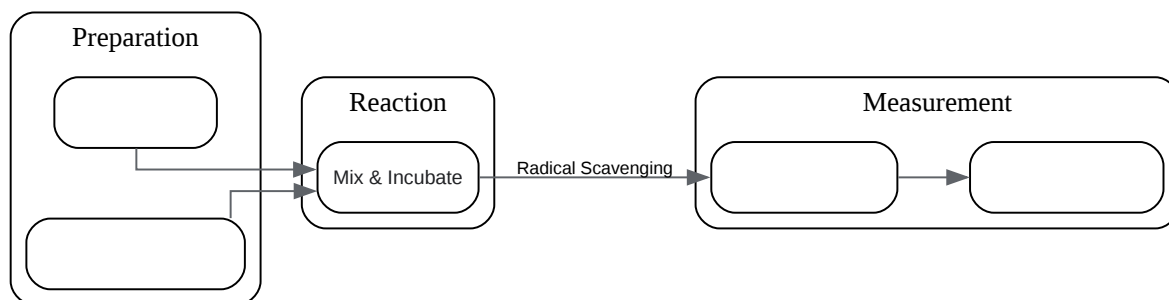 Preparation
Reaction
Measurement
Mix & Incubate
Radical Scavenging